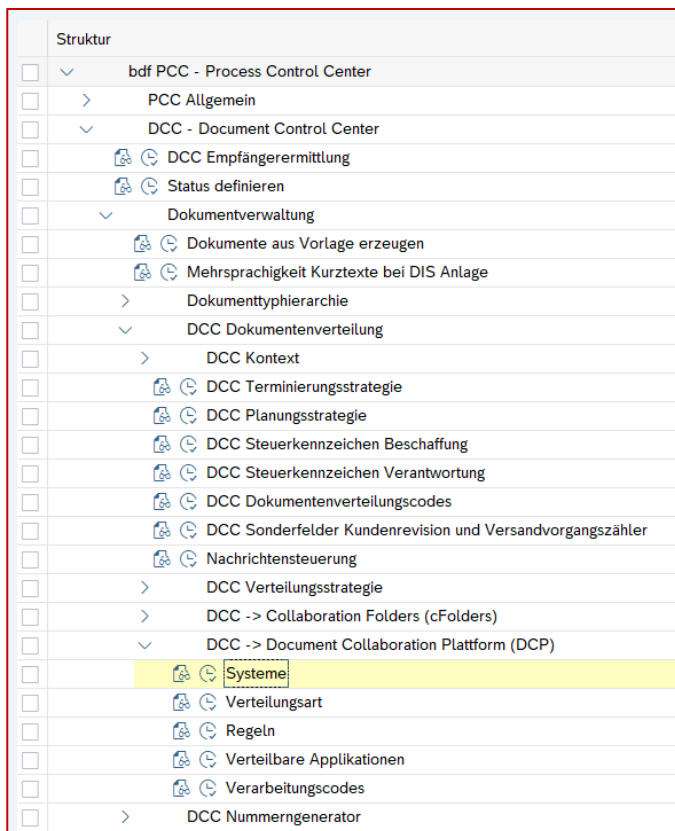 Struktur
bdf PCC - Process Control Center
PCC Allgemein
DCC - Document Control Center
DCC Empfängerermittlung
Status definieren
Dokumentverwaltung
Dokumente aus Vorlage erzeugen
Mehrsprachigkeit Kurztexte bei DIS Anlage
Dokumenttyphierarchie
DCC Dokumentenverteilung
DCC Kontext
DCC Terminierungsstrategie
DCC Planungsstrategie
DCC Steuerkennzeichen Beschaffung
DCC Steuerkennzeichen Verantwortung
DCC Dokumentenverteilungscodes
DCC Sonderfelder Kundenrevision und Versandvorgangszähler
Nachrichtensteuerung
DCC Verteilungsstrategie
DCC -> Collaboration Folders (cFolders)
DCC -> Document Collaboration Plattform (DCP)
Systeme
Verteilungsart
Regeln
Verteilbare Applikationen
Verarbeitungscodes
DCC Nummerngenerator